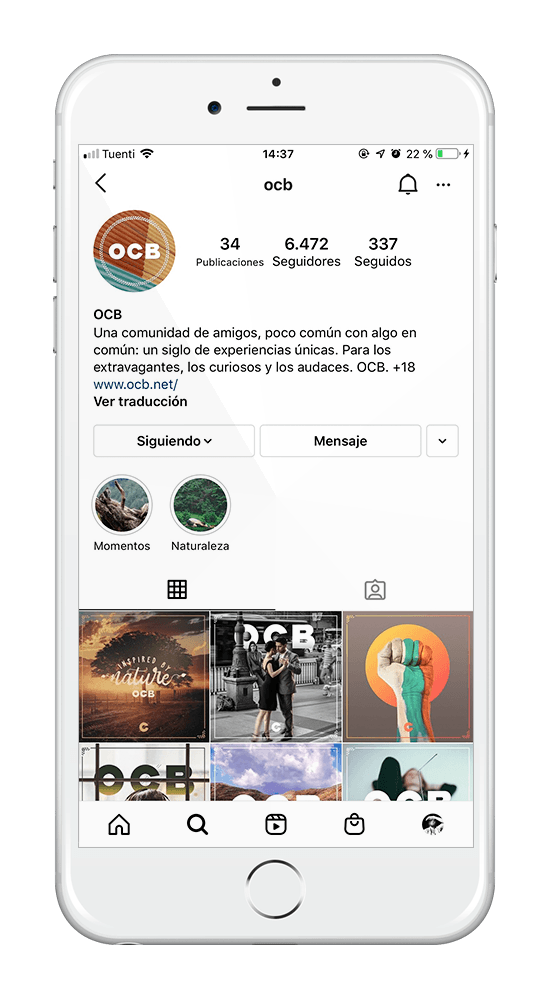 Tuenti 14:37 22 %
ocb
OCB
34 6.472 337
Publicaciones Seguidores Seguidos
OCB
Una comunidad de amigos, poco común con algo en
común: un siglo de experiencias únicas. Para los
extravagantes, los curiosos y los audaces. OCB. +18
www.ocb.net/
Ver traducción
Siguiendo Mensaje
Momentos Naturaleza
OCB
INSPIRED BY
nature
OCB
C C C
OCB OCB OCB